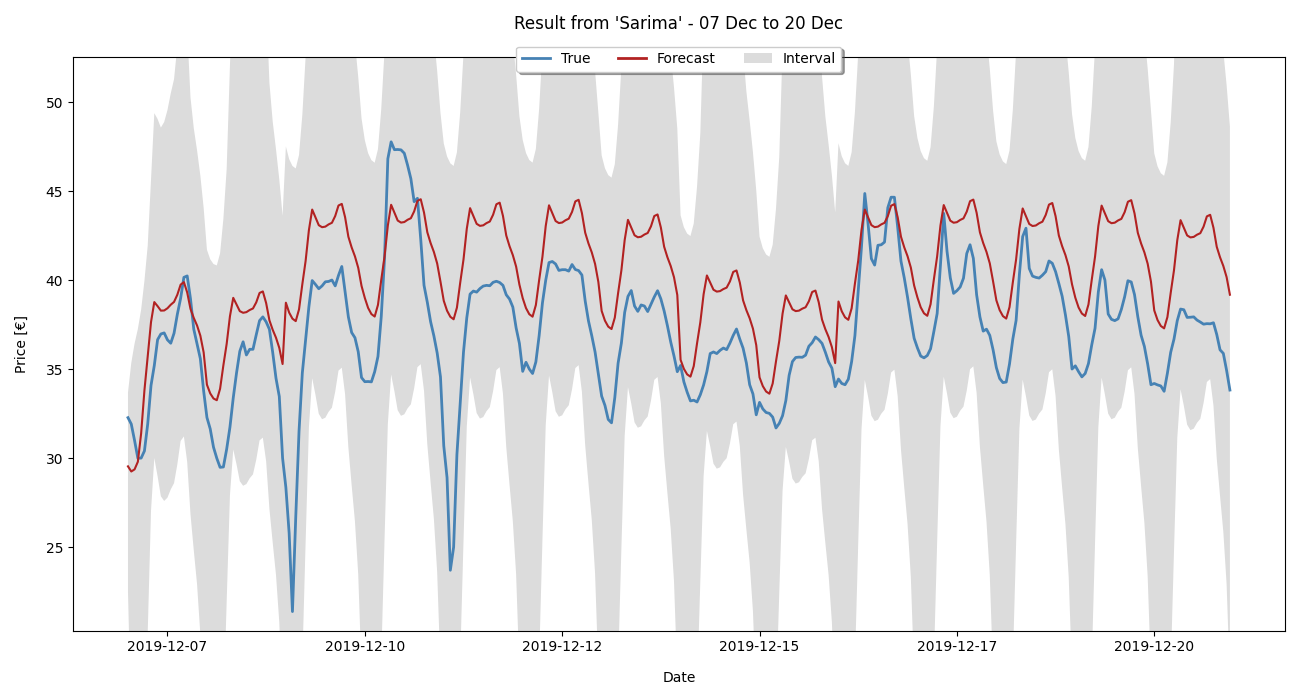 Result from 'Sarima' - 07 Dec to 20 Dec
True Forecast Interval
Price [€]
50
45
40
35
30
25
2019-12-07 2019-12-10 2019-12-12 2019-12-15 2019-12-17 2019-12-20
Date